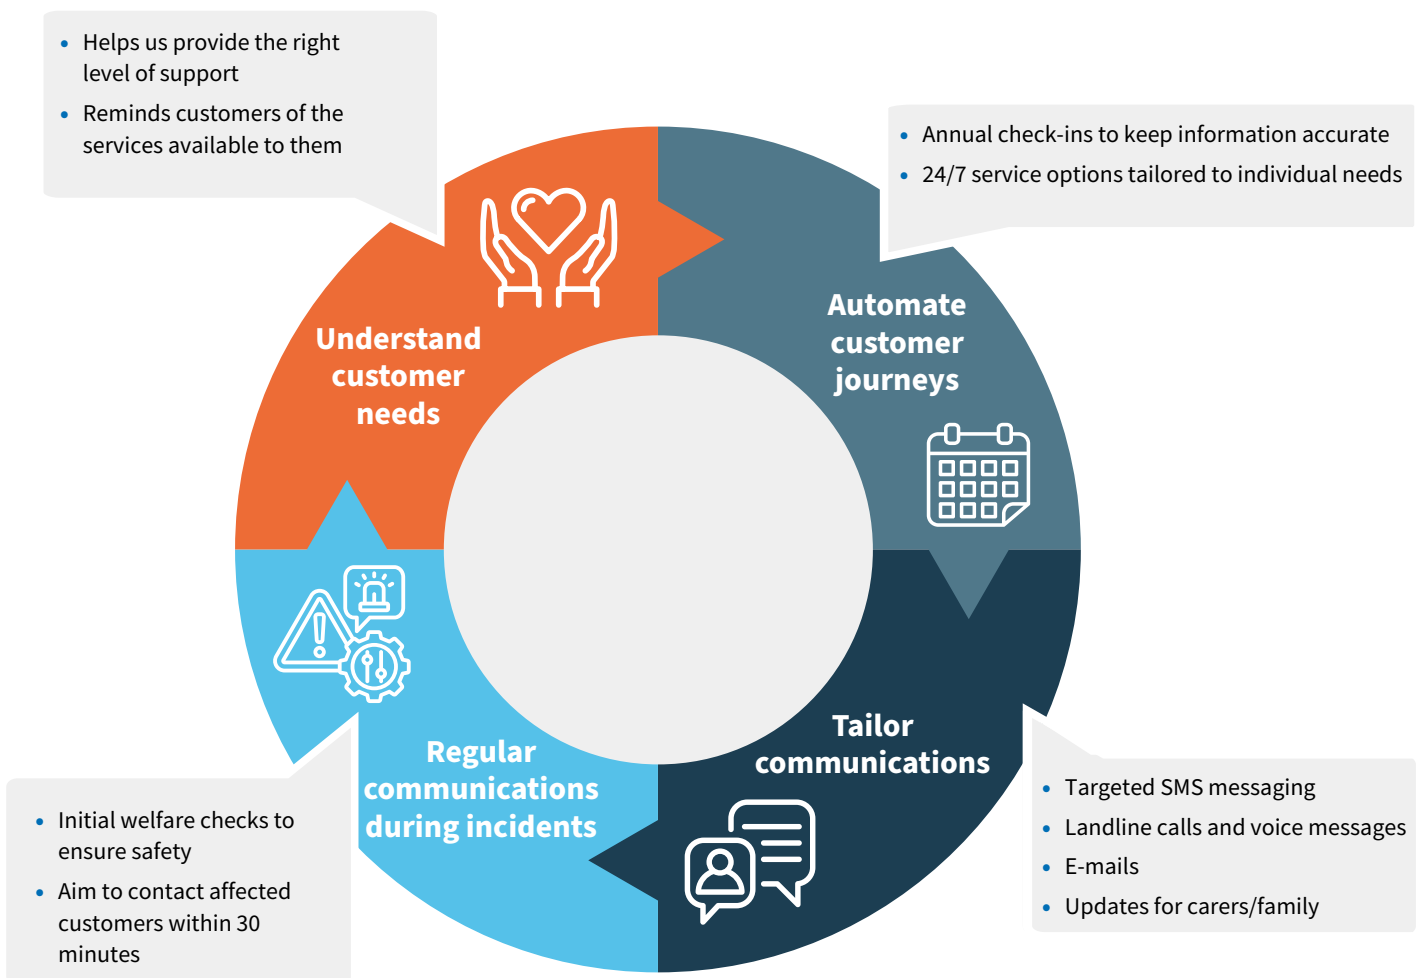 • Helps us provide the right
level of support
• Reminds customers of the
services available to them
• Annual check-ins to keep information accurate
• 24/7 service options tailored to individual needs
Understand
customer
needs
Automate
customer
journeys
Tailor
communications
Regular
communications
during incidents
• Targeted SMS messaging
• Landline calls and voice messages
• E-mails
• Updates for carers/family
• Initial welfare checks to
ensure safety
• Aim to contact affected
customers within 30
minutes